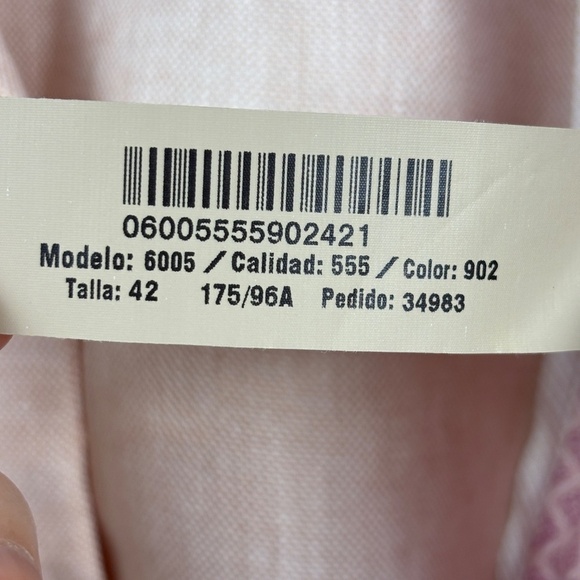 06005555902421
Modelo: 6005 / Calidad: 555 / Color: 902
Talla: 42 175/96A Pedido: 34983